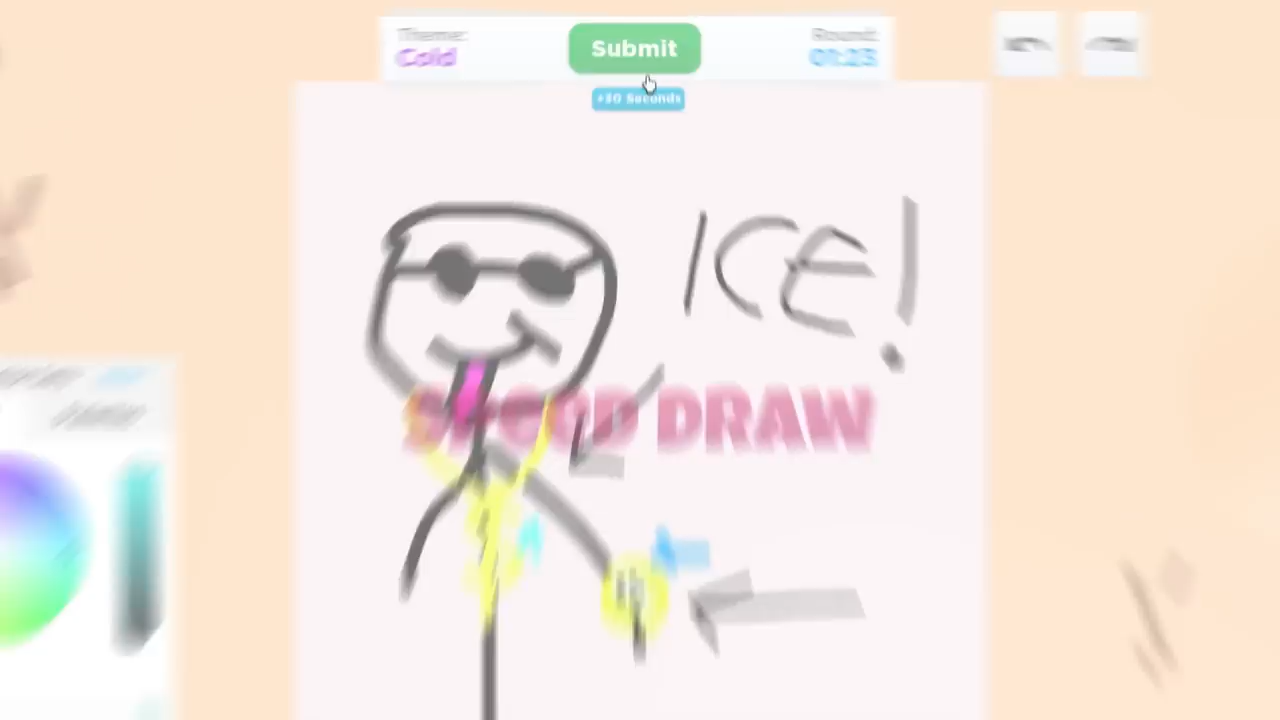 Theme:
Cold
Submit
Round:
01:23
+30 Seconds
ICE!
SPEED DRAW